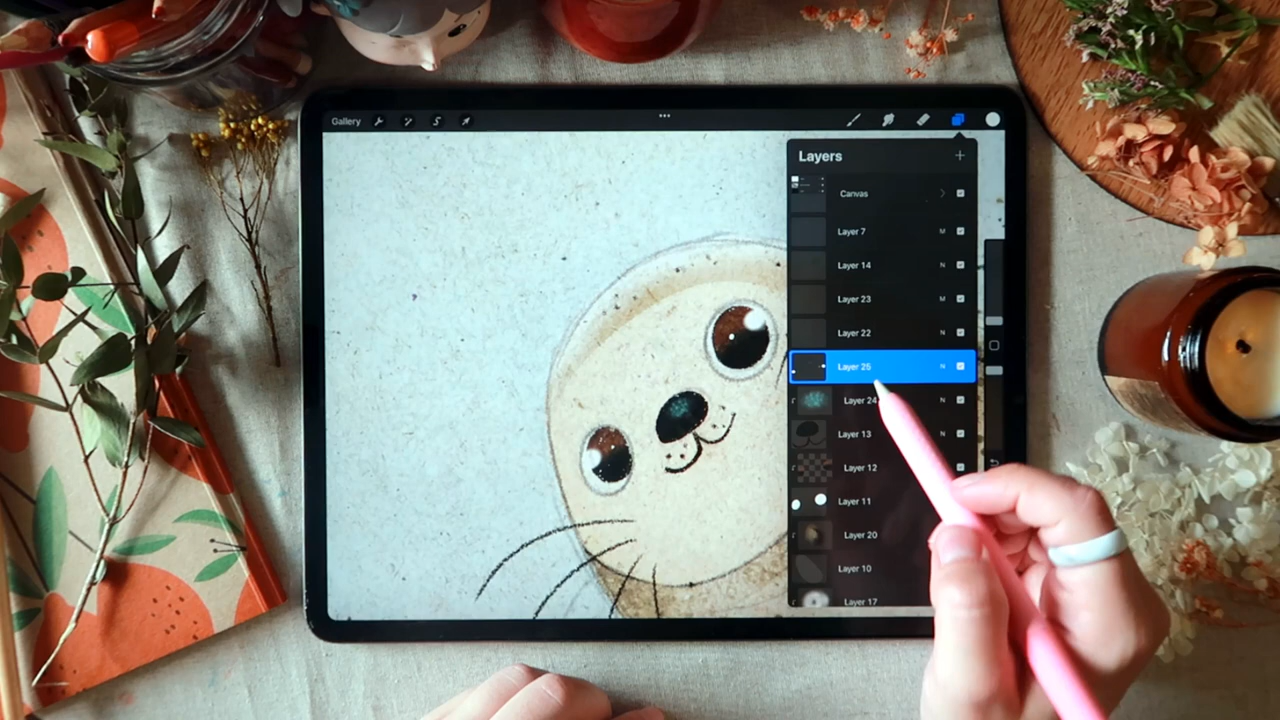 Gallery
Layers
Canvas
Layer 7 M
Layer 14 N
Layer 23 M
Layer 22 N
Layer 25 N
Layer 24 N
Layer 13 N
Layer 12
Layer 11
Layer 20
Layer 10
Layer 17